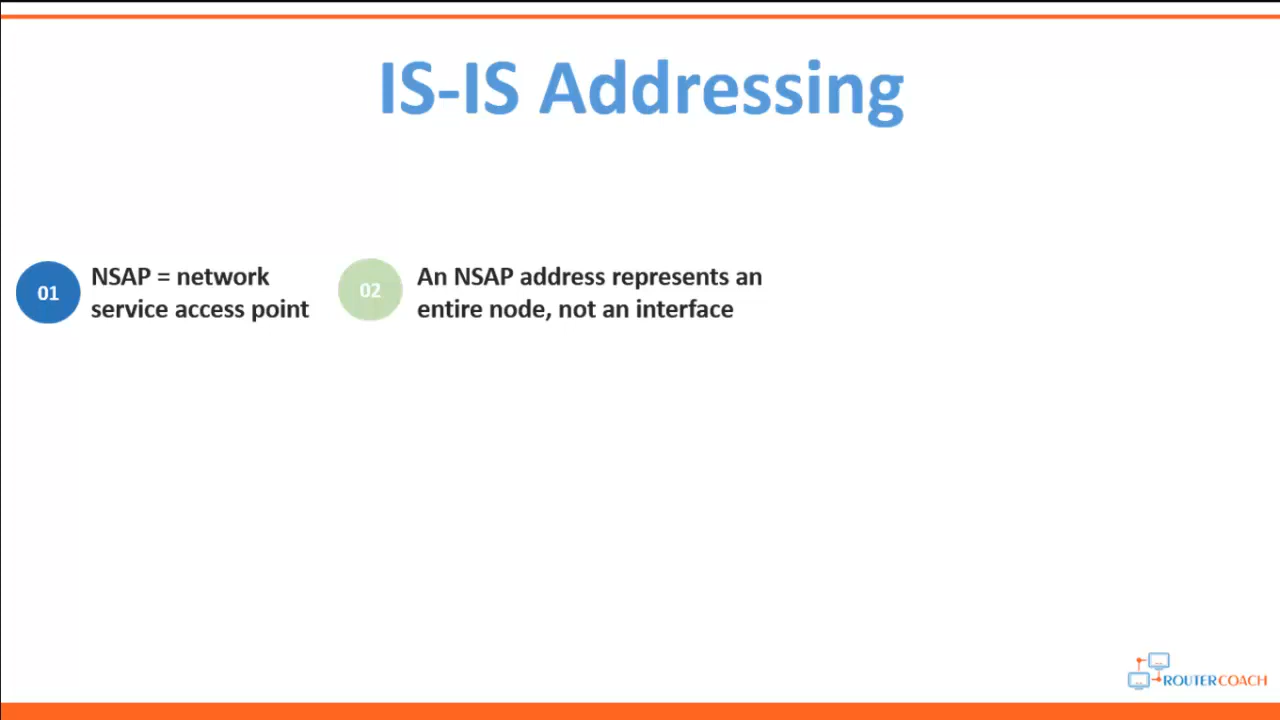 IS-IS Addressing
01
NSAP = network
service access point
02
An NSAP address represents an
entire node, not an interface
ROUTERCOACH